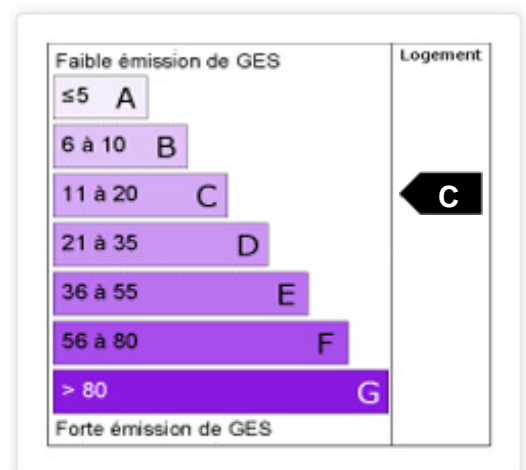 Faible émission de GES
Logement
≤5 A
6 à 10 B
11 à 20 C
C
21 à 35 D
36 à 55 E
56 à 80 F
> 80 G
Forte émission de GES